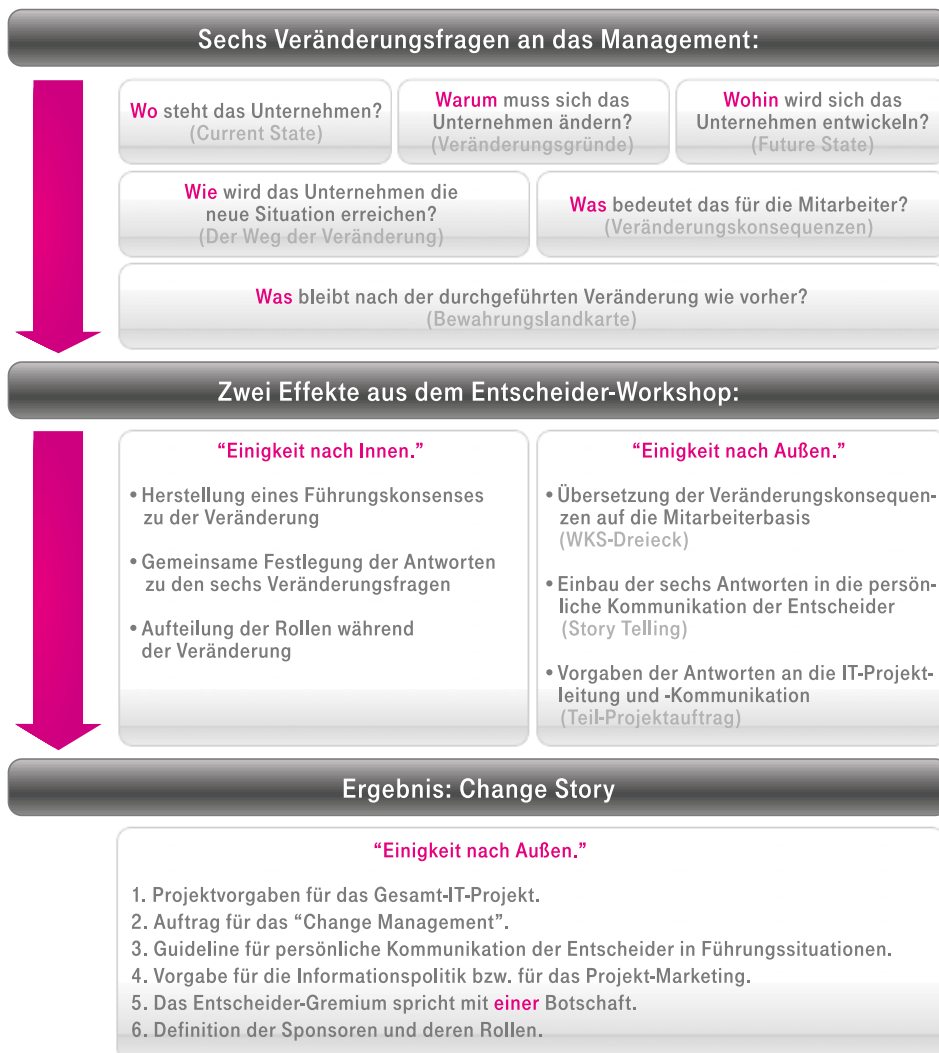 Sechs Veränderungsfragen an das Management:
Wo steht das Unternehmen?
(Current State)
Warum muss sich das
Unternehmen ändern?
(Veränderungsgründe)
Wohin wird sich das
Unternehmen entwickeln?
(Future State)
Wie wird das Unternehmen die
neue Situation erreichen?
(Der Weg der Veränderung)
Was bedeutet das für die Mitarbeiter?
(Veränderungskonsequenzen)
Was bleibt nach der durchgeführten Veränderung wie vorher?
(Bewahrungslandkarte)
Zwei Effekte aus dem Entscheider-Workshop:
“Einigkeit nach Innen.”
• Herstellung eines Führungskonsenses
zu der Veränderung
• Gemeinsame Festlegung der Antworten
zu den sechs Veränderungsfragen
• Aufteilung der Rollen während
der Veränderung
“Einigkeit nach Außen.”
• Übersetzung der Veränderungskonsequen-
zen auf die Mitarbeiterbasis
(WKS-Dreieck)
• Einbau der sechs Antworten in die persön-
liche Kommunikation der Entscheider
(Story Telling)
• Vorgaben der Antworten an die IT-Projekt-
leitung und -Kommunikation
(Teil-Projektauftrag)
Ergebnis: Change Story
“Einigkeit nach Außen.”
1. Projektvorgaben für das Gesamt-IT-Projekt.
2. Auftrag für das “Change Management”.
3. Guideline für persönliche Kommunikation der Entscheider in Führungssituationen.
4. Vorgabe für die Informationspolitik bzw. für das Projekt-Marketing.
5. Das Entscheider-Gremium spricht mit einer Botschaft.
6. Definition der Sponsoren und deren Rollen.